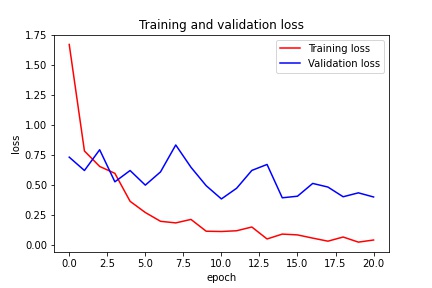 Training and validation loss
Training loss
Validation loss
loss
1.75
1.50
1.25
1.00
0.75
0.50
0.25
0.00
0.0 2.5 5.0 7.5 10.0 12.5 15.0 17.5 20.0
epoch